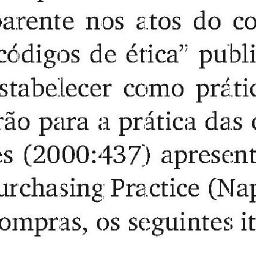 parente nos atos do co
códigos de ética” publi
stabelecer como prátic
rão para a prática das c
es (2000:437) apresent
urchasing Practice (Nap
ompras, os seguintes it